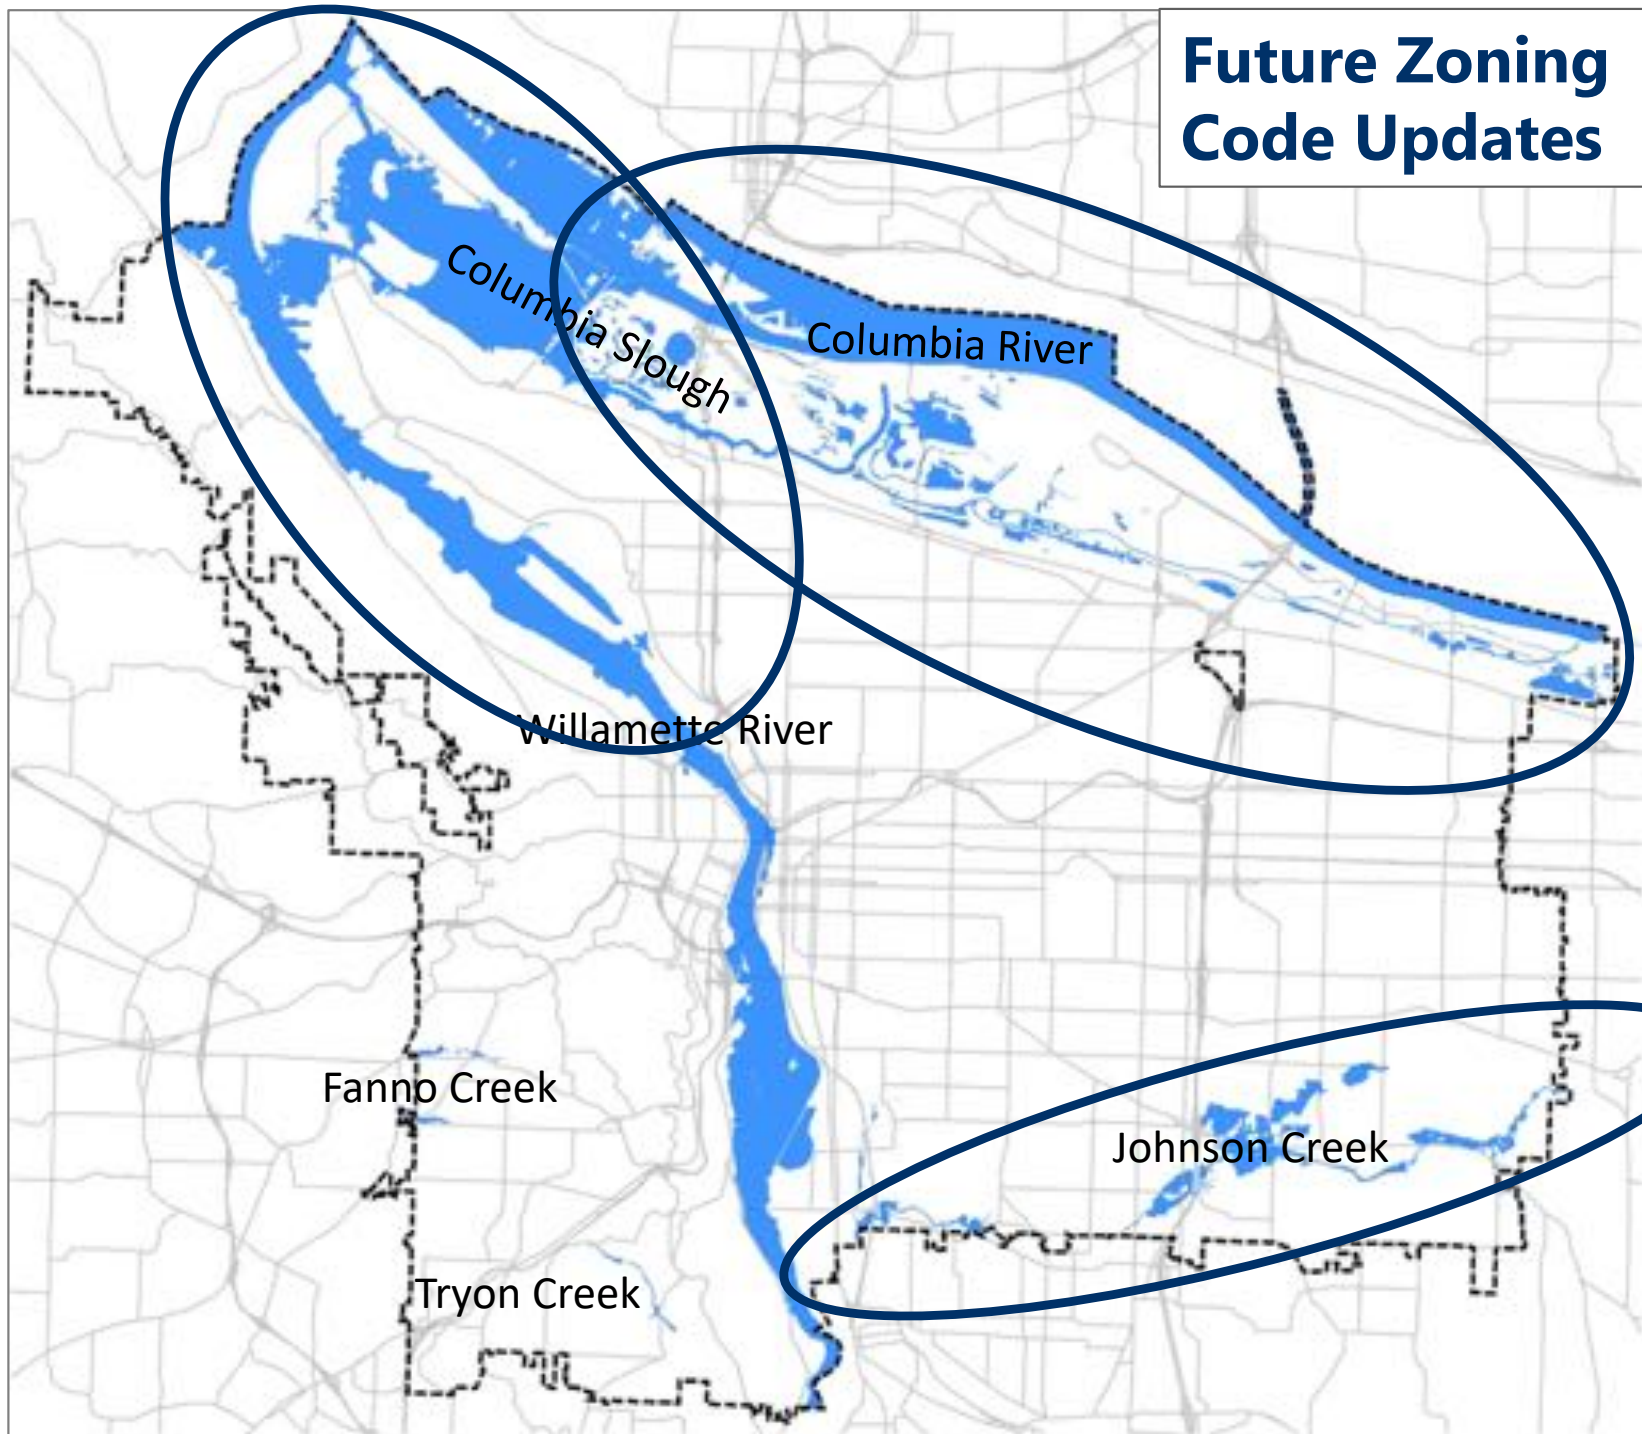 Future Zoning
Code Updates
Columbia Slough
Columbia River
Willamette River
Fanno Creek
Johnson Creek
Tryon Creek